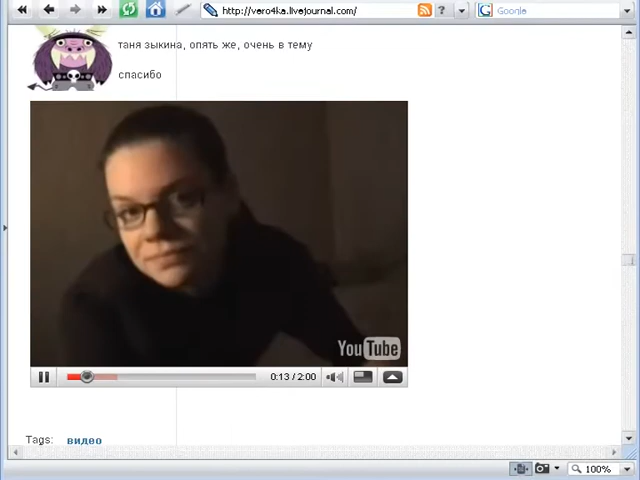 http://vero4ka.livejournal.com/
?
Google
таня зыкина, опять же, очень в тему
спасибо
YouTube
0:13 / 2:00
Tags: видео
100%